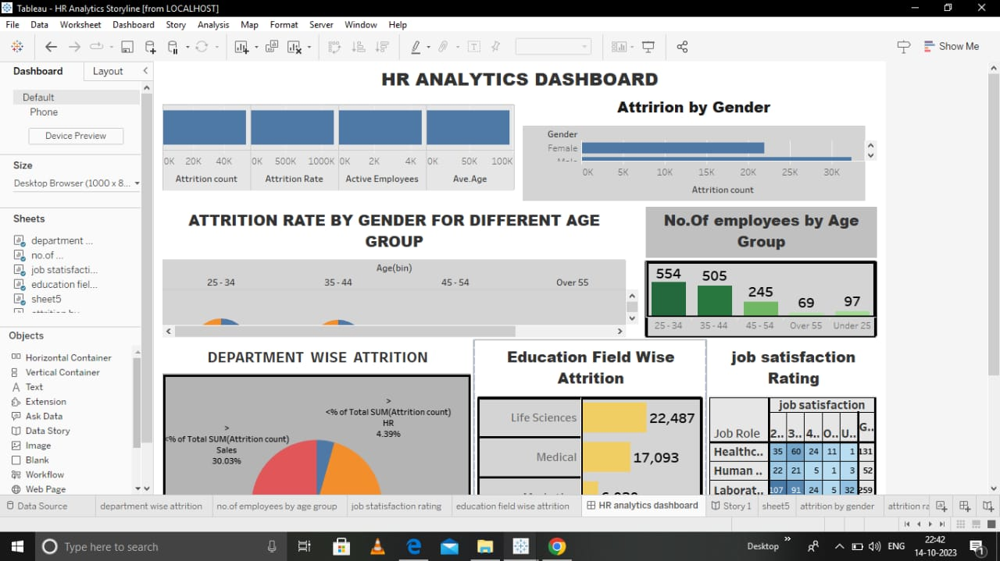 Tableau - HR Analytics Storyline [from LOCALHOST]
File Data Worksheet Dashboard Story Analysis Map Format Server Window Help
Show Me
Dashboard Layout
Default
Phone
Device Preview
Size
Desktop Browser (1000 x 8...
Sheets
department ...
no.of ...
job statisfacti...
education fiel...
sheet5
Objects
Horizontal Container
Vertical Container
Text
Extension
Ask Data
Data Story
Image
Blank
Workflow
Web Page
HR ANALYTICS DASHBOARD
0K 20K 40K 0K 500K 1000K 0K 2K 4K 0K 50K 100K
Attrition count Attrition Rate Active Employees Ave.Age
Attririon by Gender
Gender
Female
0K 5K 10K 15K 20K 25K 30K
Attrition count
ATTRITION RATE BY GENDER FOR DIFFERENT AGE
GROUP
Age(bin)
25 - 34 35 - 44 45 - 54 Over 55
No.Of employees by Age
Group
554 505 245 69 97
25 - 34 35 - 44 45 - 54 Over 55 Under 25
DEPARTMENT WISE ATTRITION
>
<% of Total SUM(Attrition count)
HR
4.39%
>
<% of Total SUM(Attrition count)
Sales
30.03%
Education Field Wise
Attrition
Life Sciences 22,487
Medical 17,093
job satisfaction
Rating
job satisfaction
Job Role 2.. 3.. 4.. O.. U.. G..
Healthc.. 35 60 24 11 1 131
Human .. 22 21 5 1 3 52
Laborat.. 107 91 24 5 32 259
Data Source department wise attrition no.of employees by age group job statisfaction rating education field wise attrition HR analytics dashboard Story 1 sheet5 attrition by gender attrition ra
Type here to search
Desktop
ENG
22:42
14-10-2023
1